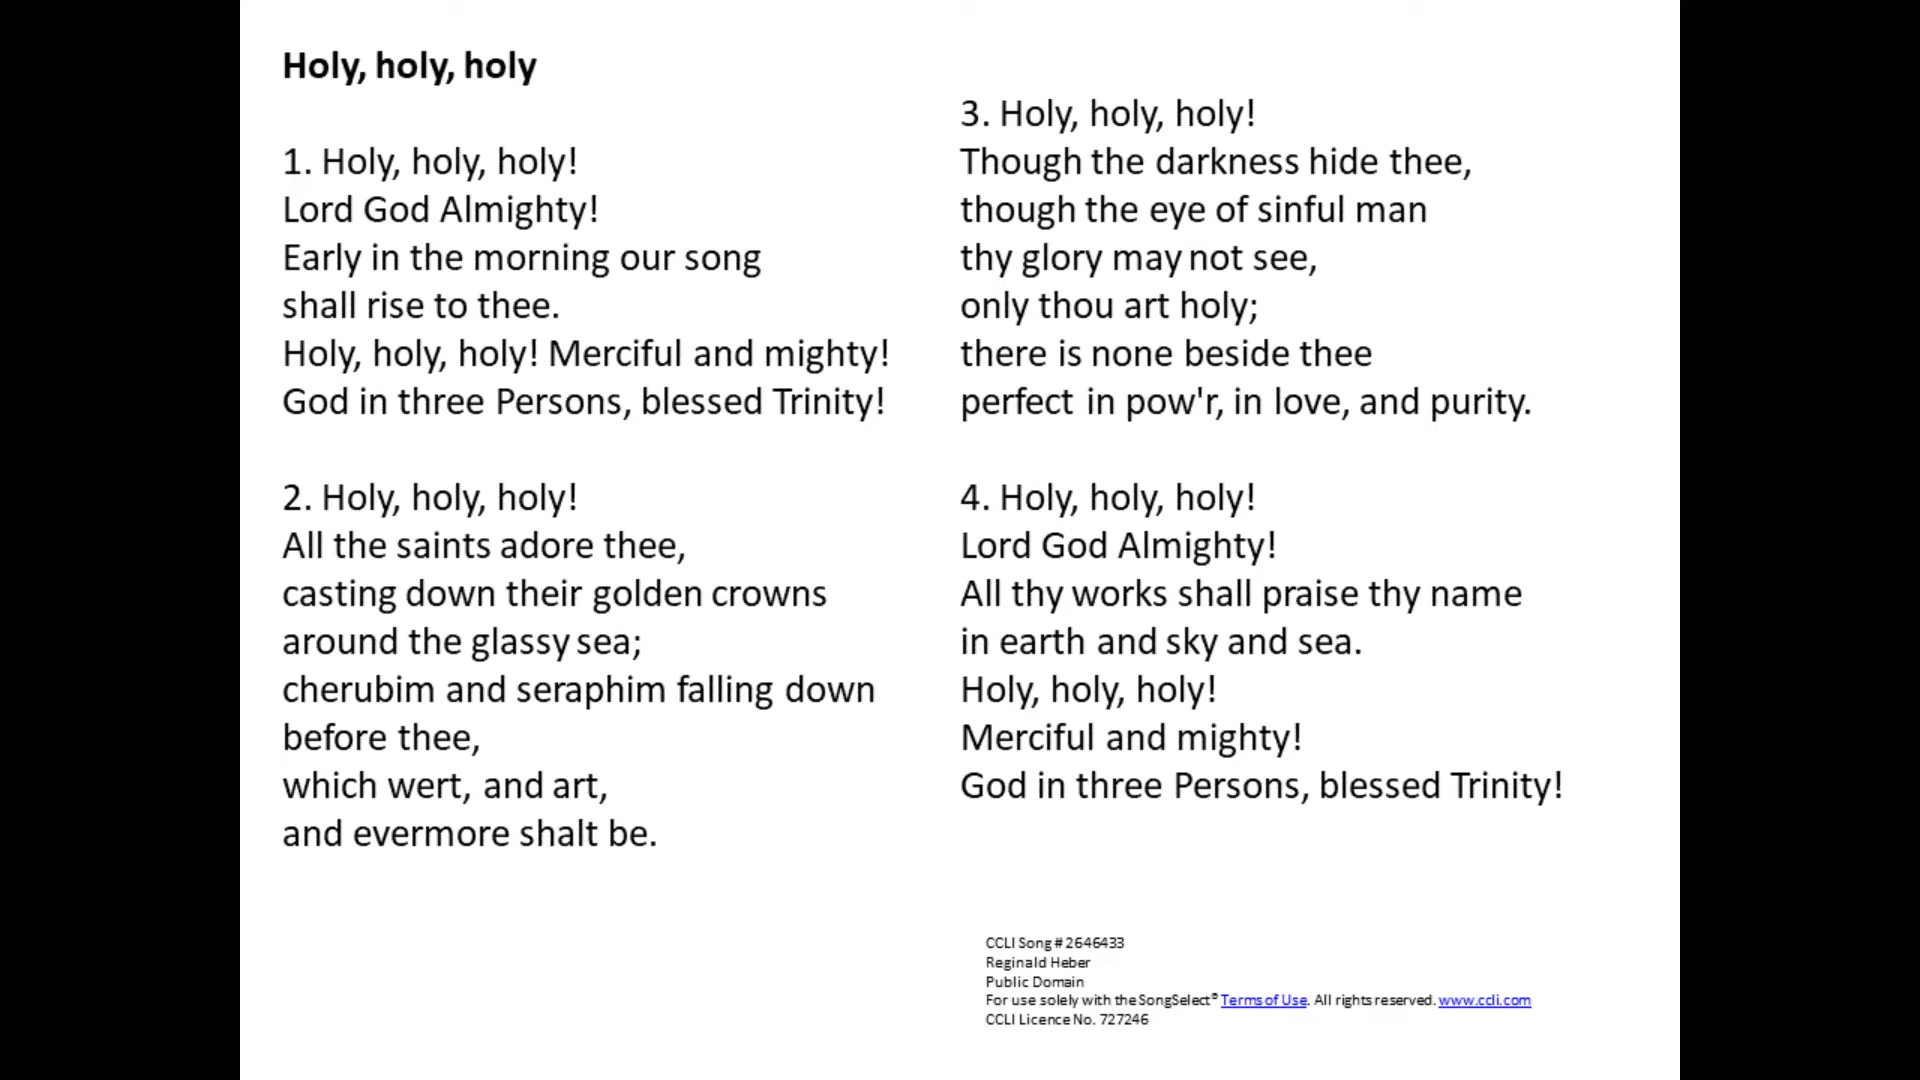 Holy, holy, holy
1. Holy, holy, holy!
Lord God Almighty!
Early in the morning our song
shall rise to thee.
Holy, holy, holy! Merciful and mighty!
God in three Persons, blessed Trinity!
2. Holy, holy, holy!
All the saints adore thee,
casting down their golden crowns
around the glassy sea;
cherubim and seraphim falling down
before thee,
which wert, and art,
and evermore shalt be.
3. Holy, holy, holy!
Though the darkness hide thee,
though the eye of sinful man
thy glory may not see,
only thou art holy;
there is none beside thee
perfect in pow'r, in love, and purity.
4. Holy, holy, holy!
Lord God Almighty!
All thy works shall praise thy name
in earth and sky and sea.
Holy, holy, holy!
Merciful and mighty!
God in three Persons, blessed Trinity!
CCLI Song # 2646433
Reginald Heber
Public Domain
For use solely with the SongSelect® Terms of Use. All rights reserved. www.ccli.com
CCLI Licence No. 727246